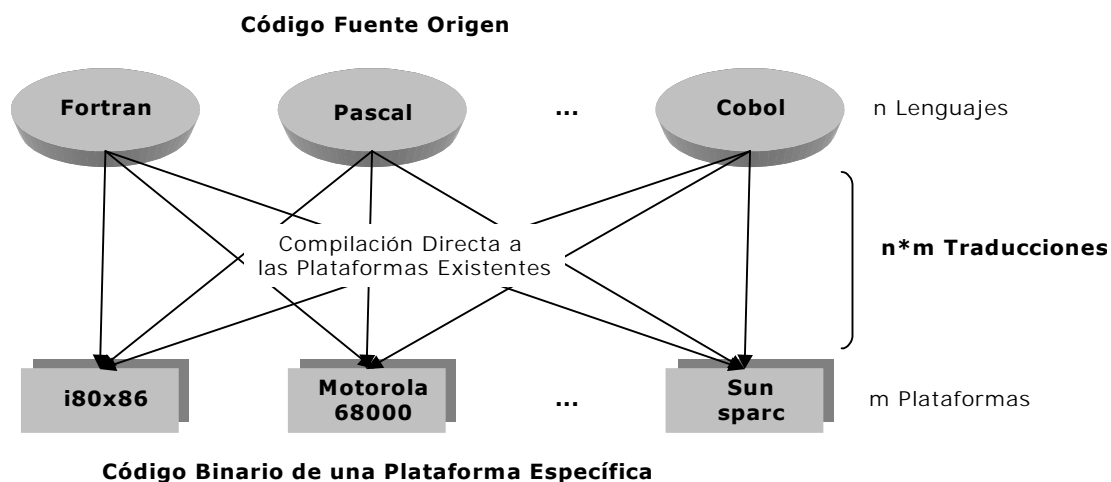 Código Fuente Origen
Fortran
Pascal
...
Cobol
n Lenguajes
Compilación Directa a
las Plataformas Existentes
n*m Traducciones
i80x86
Motorola
68000
...
Sun
sparc
m Plataformas
Código Binario de una Plataforma Específica